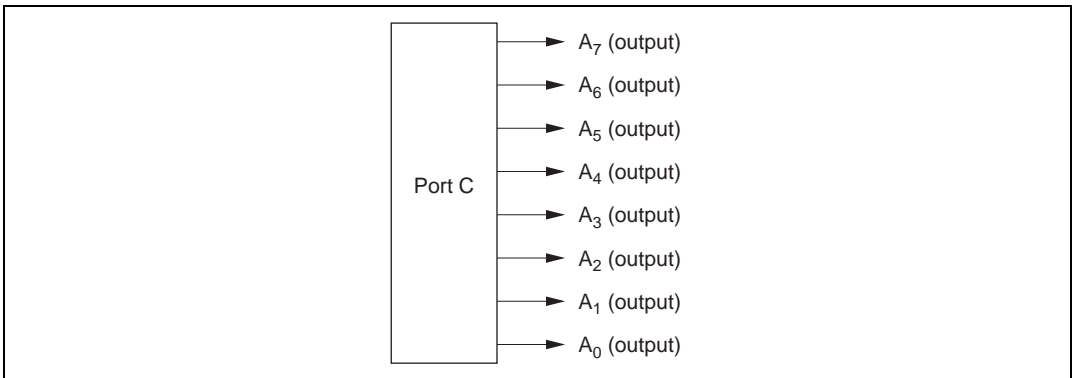 A7 (output)
A6 (output)
A5 (output)
A4 (output)
Port C
A3 (output)
A2 (output)
A1 (output)
A0 (output)